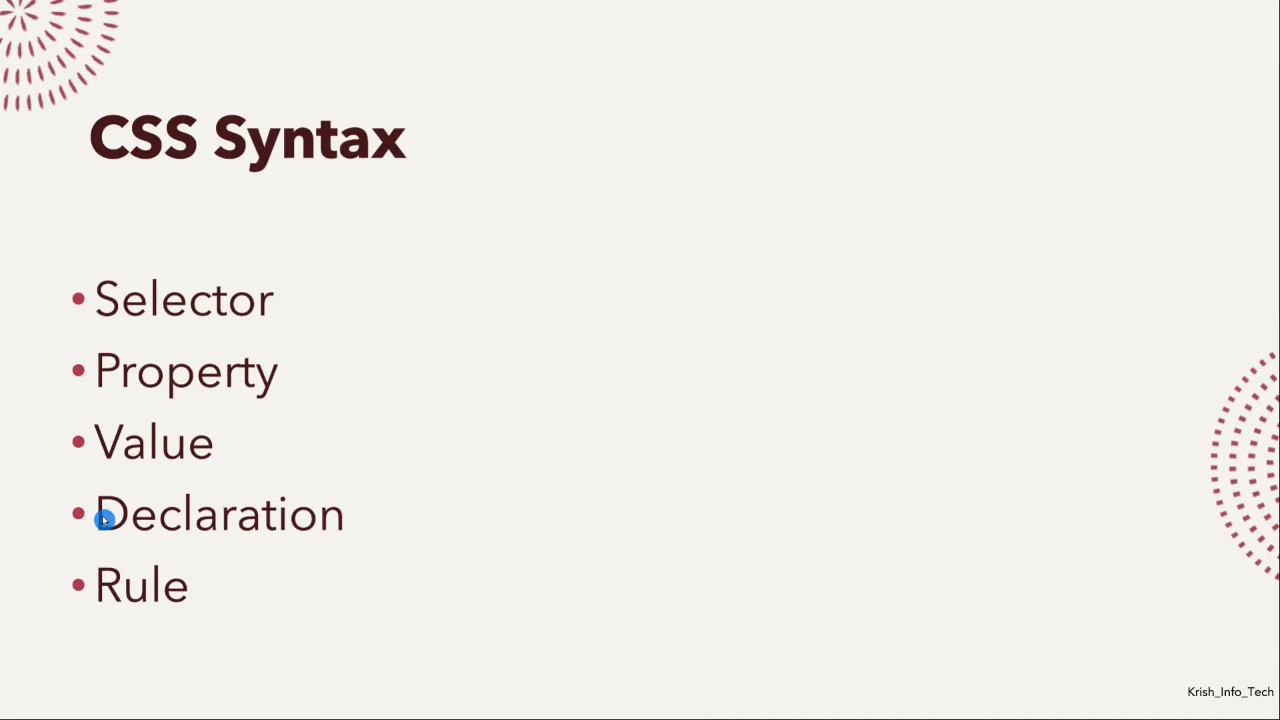 CSS Syntax
• Selector
• Property
• Value
• Declaration
• Rule
Krish_Info_Tech